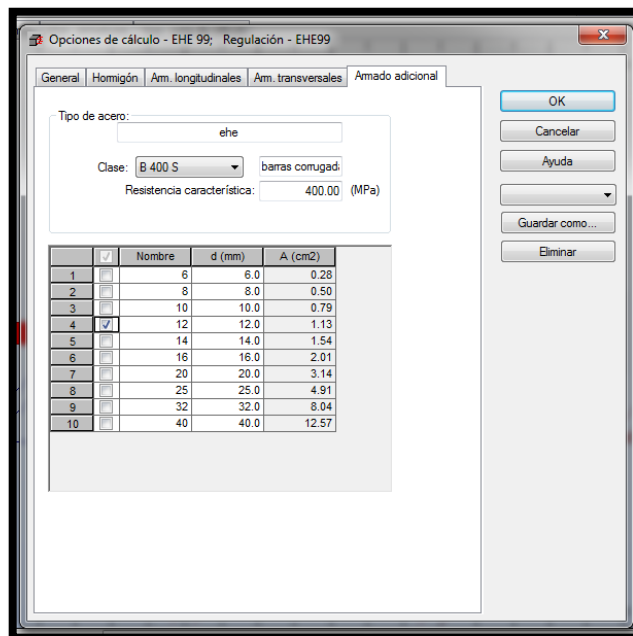 Opciones de cálculo - EHE 99; Regulación - EHE99
General Hormigón Arm. longitudinales Arm. transversales Armado adicional
OK
Cancelar
Ayuda
Guardar como...
Eliminar
Tipo de acero:
ehe
Clase: B 400 S barras corrugad
Resistencia característica: 400.00 (MPa)
Nombre d (mm) A (cm2)
1 6 6.0 0.28
2 8 8.0 0.50
3 10 10.0 0.79
4 12 12.0 1.13
5 14 14.0 1.54
6 16 16.0 2.01
7 20 20.0 3.14
8 25 25.0 4.91
9 32 32.0 8.04
10 40 40.0 12.57